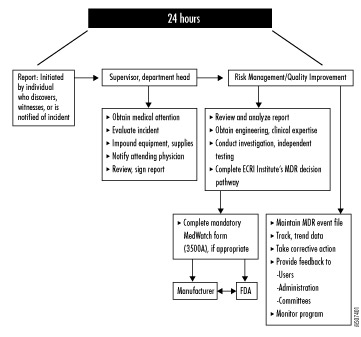 24 hours
Report: Initiated
by individual
who discovers,
witnesses, or is
notified of incident
Supervisor, department head
Risk Management/Quality Improvement
▸ Obtain medical attention
▸ Evaluate incident
▸ Impound equipment, supplies
▸ Notify attending physician
▸ Review, sign report
▸ Review and analyze report
▸ Obtain engineering, clinical expertise
▸ Conduct investigation, independent
testing
▸ Complete ECRI Institute's MDR decision
pathway
▸ Complete mandatory
MedWatch form
(3500A), if appropriate
Manufacturer
FDA
▸ Maintain MDR event file
▸ Track, trend data
▸ Take corrective action
▸ Provide feedback to
-Users
-Administration
-Committees
▸ Monitor program